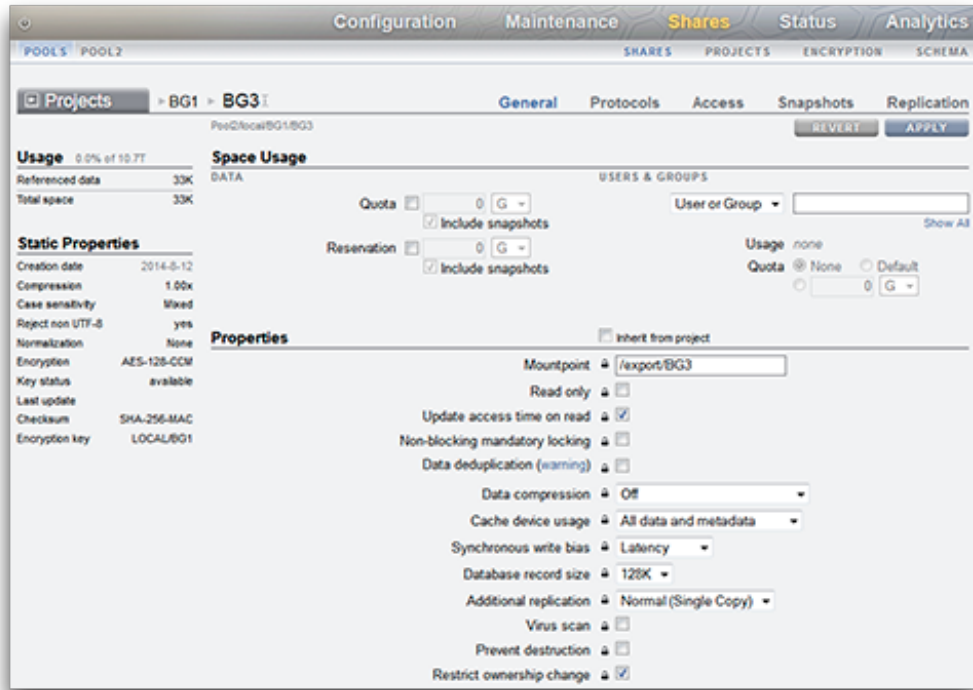 Configuration Maintenance Shares Status Analytics
POOLS POOL2 SHARES PROJECTS ENCRYPTION SCHEMA
Projects BG1 BG3 General Protocols Access Snapshots Replication
Pool2/local/BG1/BG3 REVERT APPLY
Usage 0.0% of 10.7T Space Usage
Referenced data 33K DATA USERS & GROUPS
Total space 33K Quota 0 G User or Group
Include snapshots Show All
Static Properties Reservation 0 G Usage none
Creation date 2014-8-12 Include snapshots Quota None Default
Compression 1.00x 0 G
Case sensitivity Mixed
Reject non UTF-8 yes
Normalization None Properties Inherit from project
Encryption AES-128-CCM Mountpoint /export/BG3
Key status available Read only
Last update
Checksum SHA-256-MAC Update access time on read
Encryption key LOCAL/BG1 Non-blocking mandatory locking
Data deduplication (warning)
Data compression Off
Cache device usage All data and metadata
Synchronous write bias Latency
Database record size 128K
Additional replication Normal (Single Copy)
Virus scan
Prevent destruction
Restrict ownership change